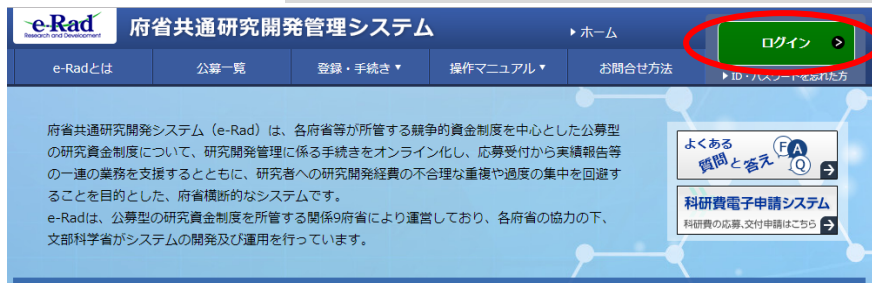 e-Rad
Research and Development
府省共通研究開発管理システム
ホーム
ログイン
e-Radとは
公募一覧
登録・手続き▼
操作マニュアル▼
お問合せ方法
ID・パスワードを忘れた方
府省共通研究開発システム（e-Rad）は、各府省等が所管する競争的資金制度を中心とした公募型
の研究資金制度について、研究開発管理に係る手続きをオンライン化し、応募受付から実績報告等
の一連の業務を支援するとともに、研究者への研究開発経費の不合理な重複や過度の集中を回避す
ることを目的とした、府省横断的なシステムです。
e-Radは、公募型の研究資金制度を所管する関係9府省により運営しており、各府省の協力の下、
文部科学省がシステムの開発及び運用を行っています。
よくある
質問と答え
FAQ
科研費電子申請システム
科研費の応募、交付申請はこちら